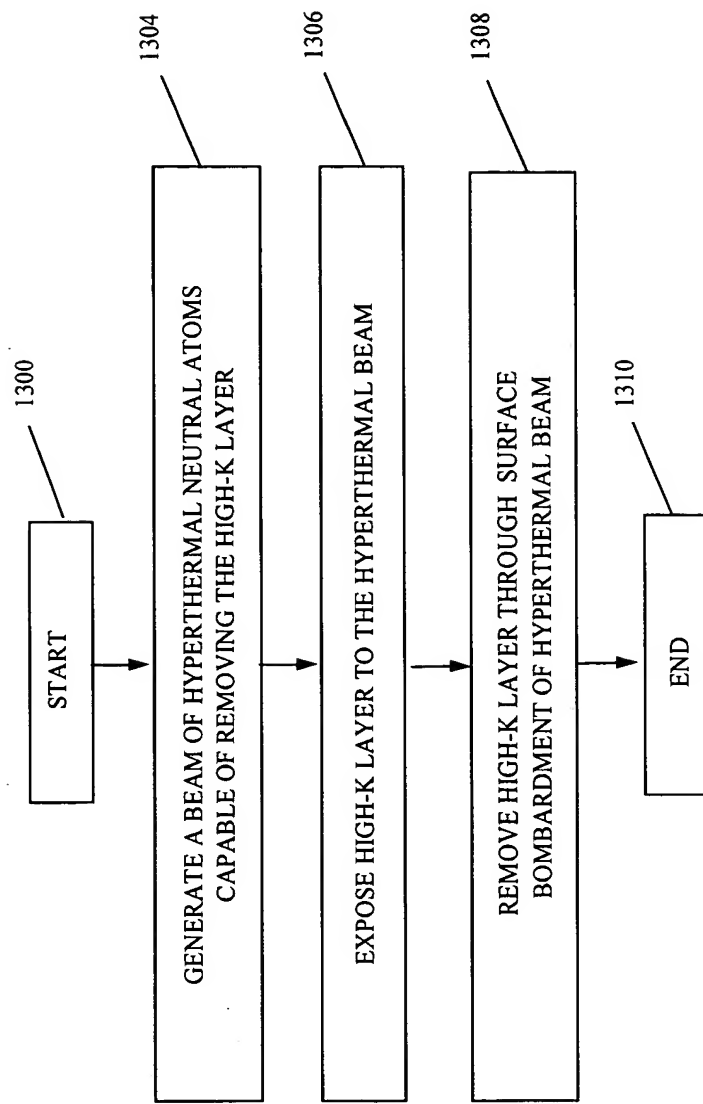 START
1300
GENERATE A BEAM OF HYPERTHERMAL NEUTRAL ATOMS
CAPABLE OF REMOVING THE HIGH-K LAYER
1304
EXPOSE HIGH-K LAYER TO THE HYPERTHERMAL BEAM
1306
REMOVE HIGH-K LAYER THROUGH SURFACE
BOMBARDMENT OF HYPERTHERMAL BEAM
1308
END
1310